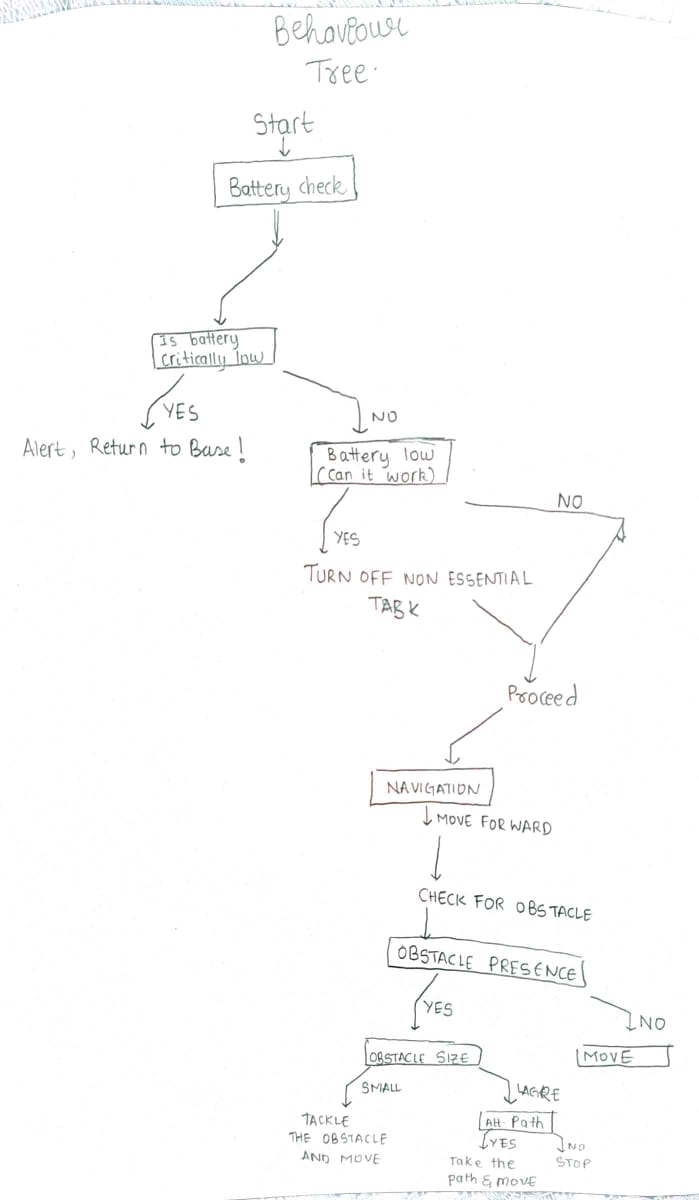 Behaviour
Tree.
Start
Battery check
Is battery
critically low
YES
NO
Alert, Return to Base!
Battery low
(can it work)
NO
YES
TURN OFF NON ESSENTIAL
TABK
Proceed
NAVIGATION
MOVE FORWARD
CHECK FOR OBSTACLE
OBSTACLE PRESENCE
YES
NO
OBSTACLE SIZE
MOVE
SMALL
LAGRE
TACKLE
THE OBSTACLE
AND MOVE
Alt. Path
YES
NO
Take the
path & move
STOP